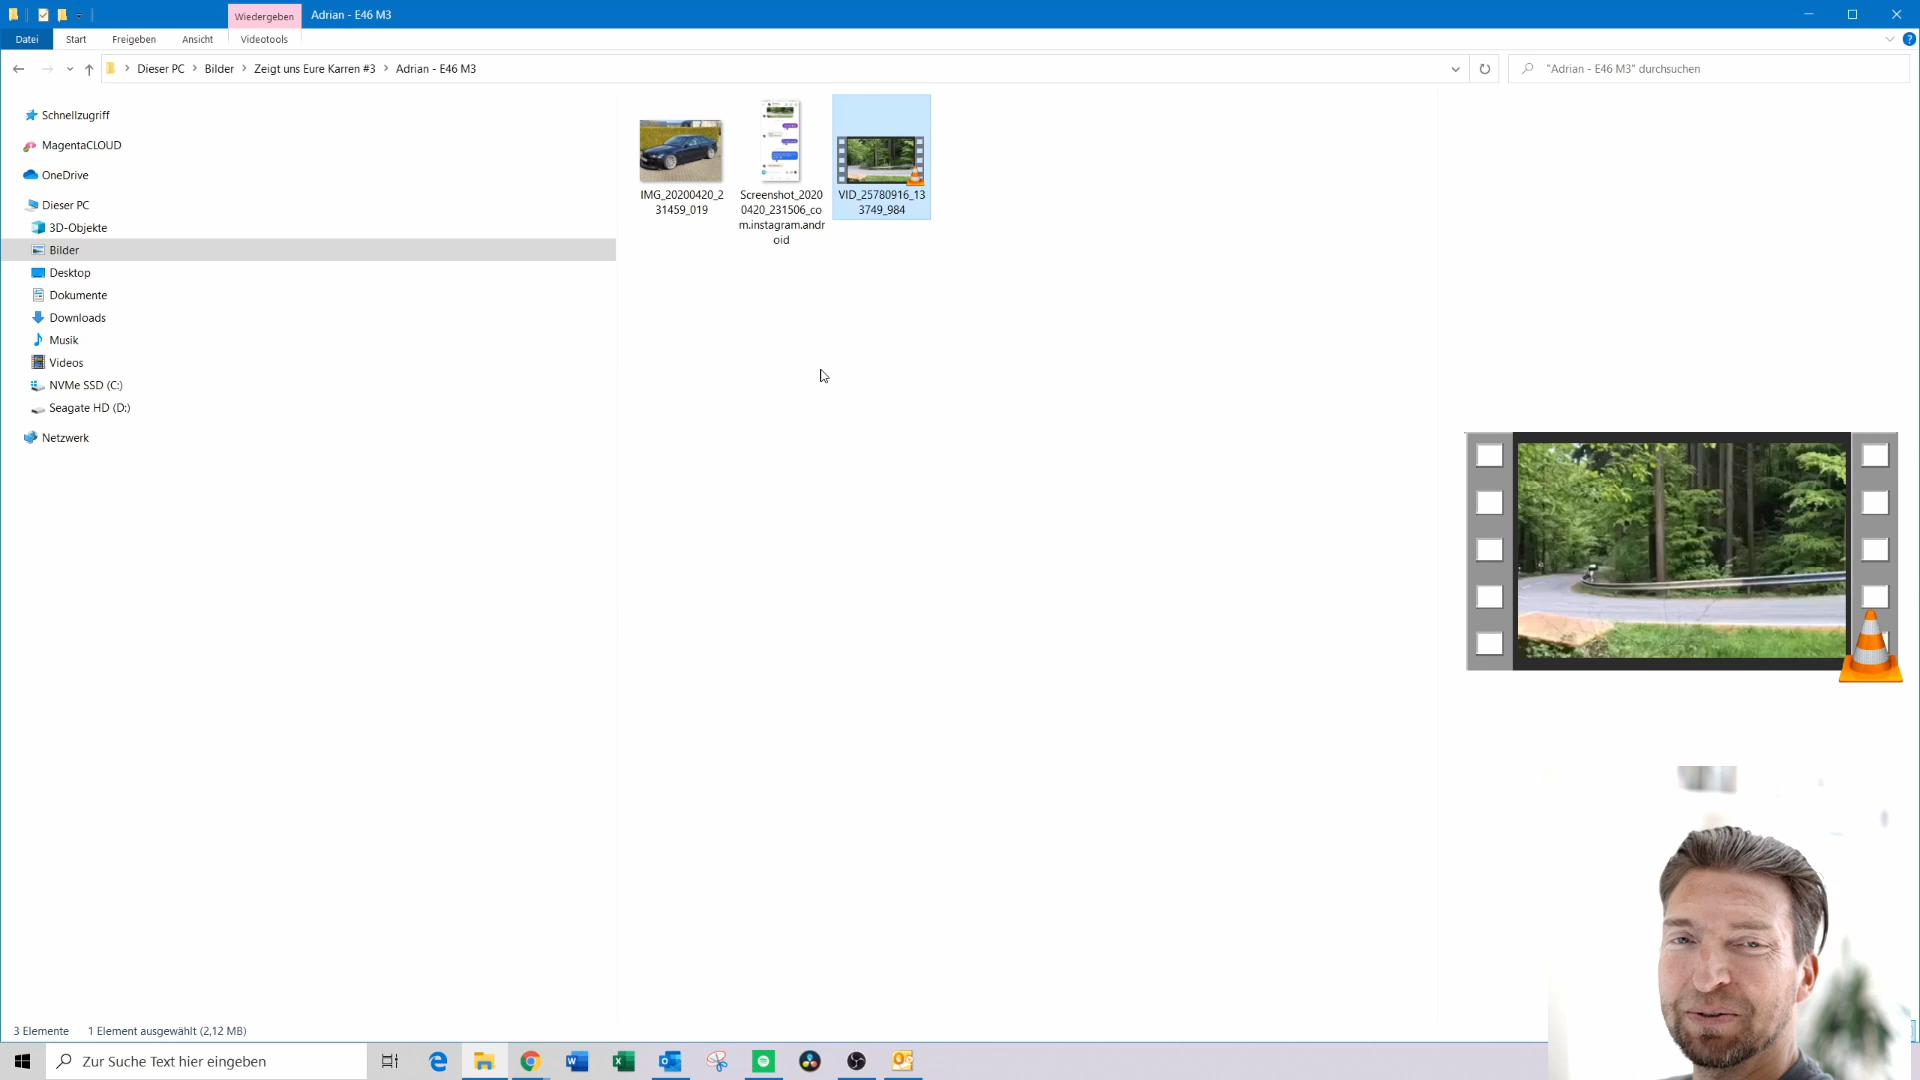 Wiedergeben
Adrian - E46 M3
Datei
Start
Freigeben
Ansicht
Videotools
Dieser PC
Bilder
Zeigt uns Eure Karren #3
Adrian - E46 M3
"Adrian - E46 M3" durchsuchen
Schnellzugriff
MagentaCLOUD
OneDrive
Dieser PC
3D-Objekte
Bilder
Desktop
Dokumente
Downloads
Musik
Videos
NVMe SSD (C:)
Seagate HD (D:)
Netzwerk
IMG_20200420_2
31459_019
Screenshot_2020
0420_231506_co
m.instagram.andr
oid
VID_25780916_13
3749_984
3 Elemente
1 Element ausgewählt (2,12 MB)
Zur Suche Text hier eingeben